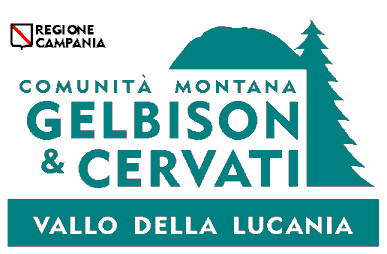 REGIONE
CAMPANIA
COMUNITÀ MONTANA
GELBISON
& CERVATI
VALLO DELLA LUCANIA